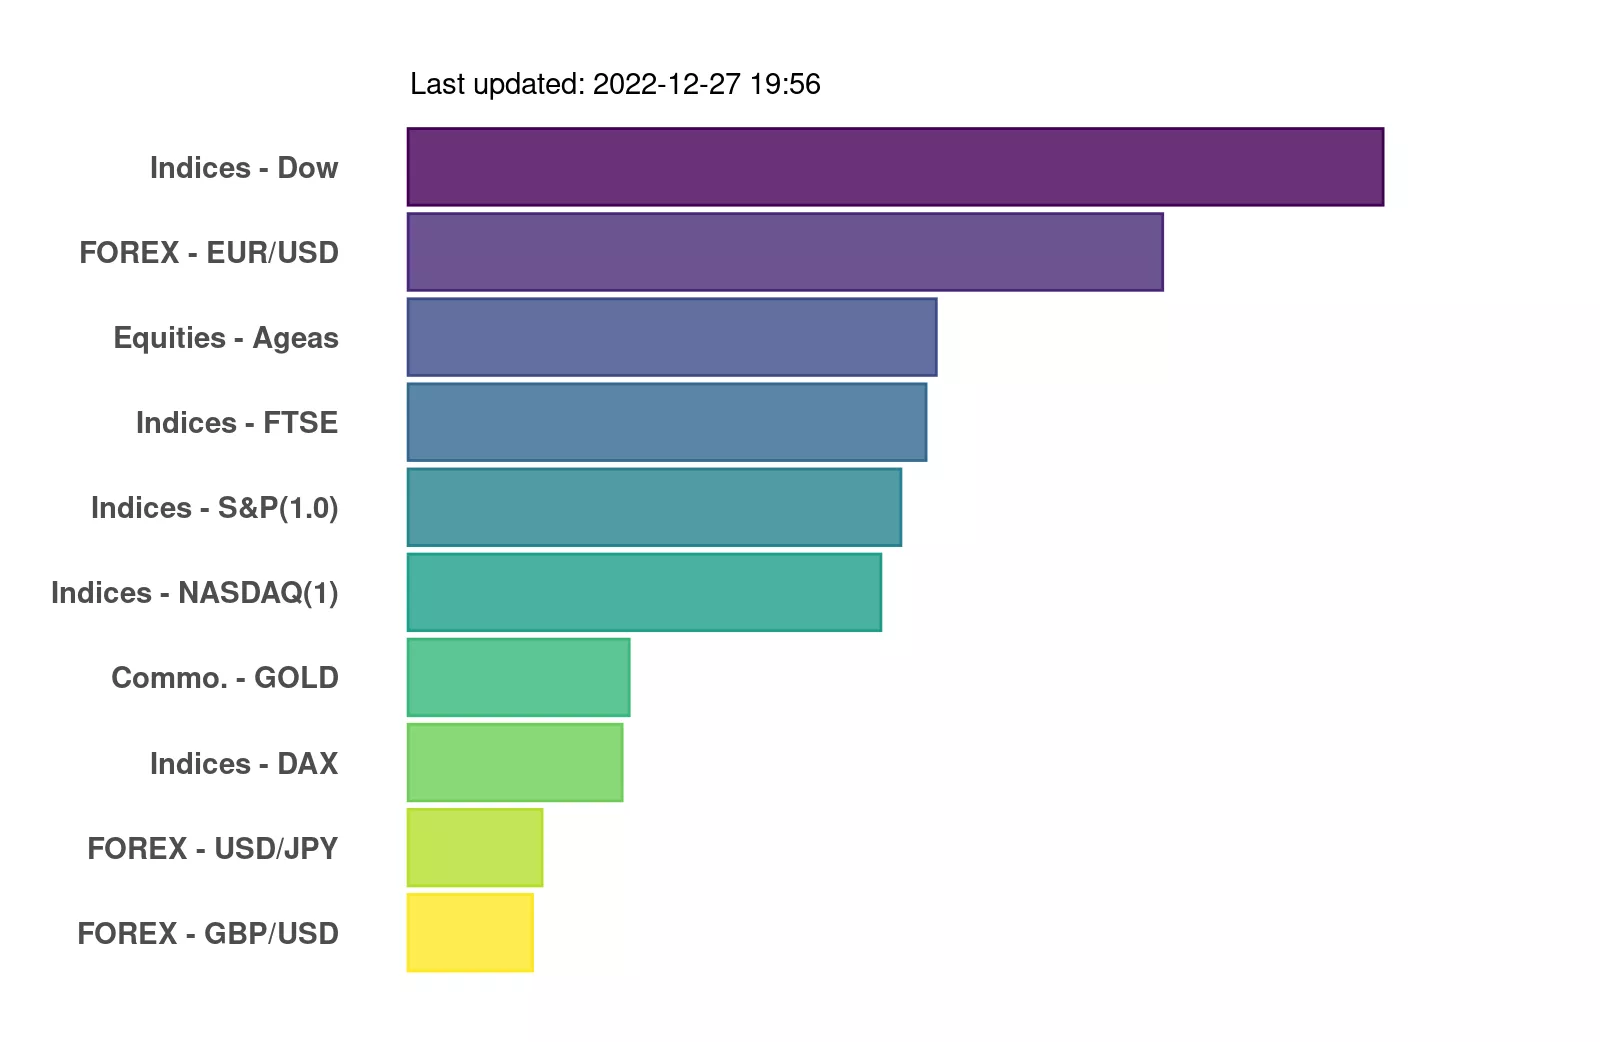 Last updated: 2022-12-27 19:56
Indices - Dow
FOREX - EUR/USD
Equities - Ageas
Indices - FTSE
Indices - S&P(1.0)
Indices - NASDAQ(1)
Commo. - GOLD
Indices - DAX
FOREX - USD/JPY
FOREX - GBP/USD